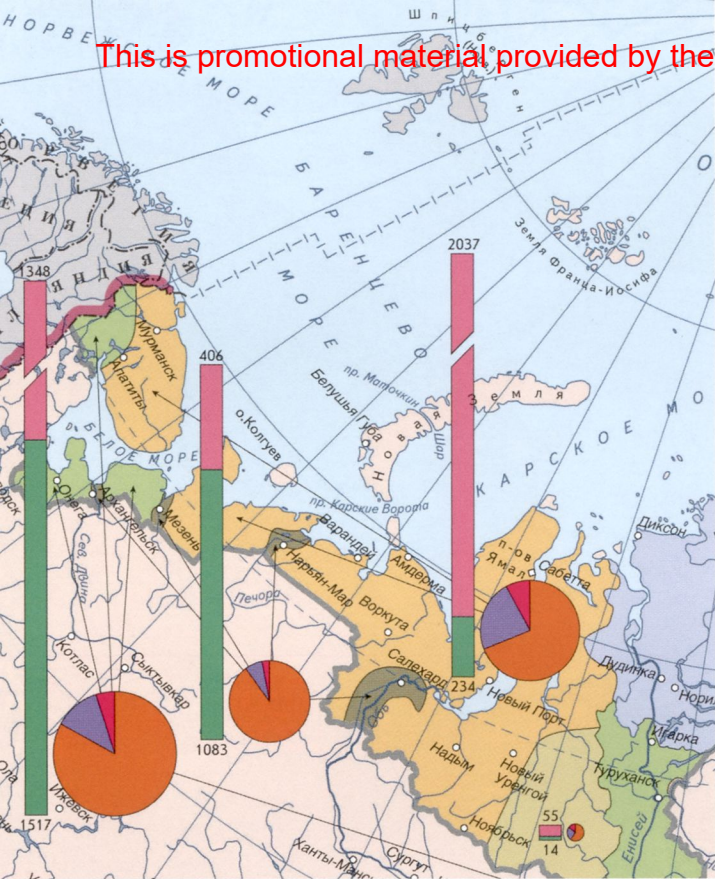 НОРВЕЖСКОЕ МОРЕ
This is promotional material provided by the
Шпицберген
(Норв.)
БАРЕНЦЕВО
МОРЕ
Земля Франца-Иосифа
1348
2037
406
Мурманск
Апатиты
БЕЛОЕ МОРЕ
о.Колгуев
Белушья Губа
пр. Маточкин
Шар
Новая
Земля
КАРСКОЕ МО
пр. Карские Ворота
Онега
Архангельск
Мезень
Сев. Двина
Варандей
Нарьян-Мар
Амдерма
п-ов
Ямал
Сабетта
Диксон
Печора
Воркута
Котлас
Сыктывкар
Салехард
Обь
234
Новый Порт
Дудинка
Нори
Игарка
1083
Надым
Новый
Уренгой
Туруханск
Ижевск
1517
Ноябрьск
55
14
Енисей
Ханты-Манс
Сургут